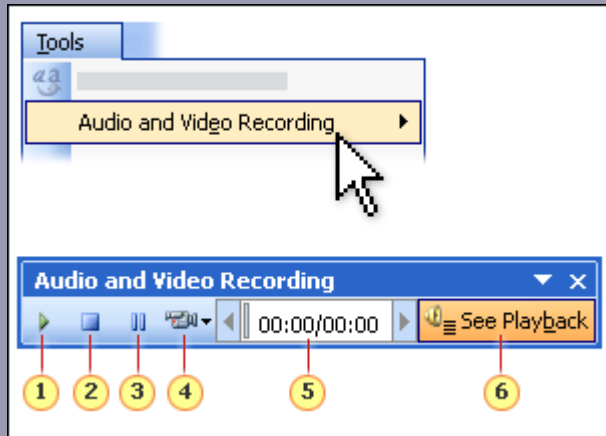 Tools
Audio and Video Recording
Audio and Video Recording
00:00/00:00 See Playback
1 2 3 4 5 6